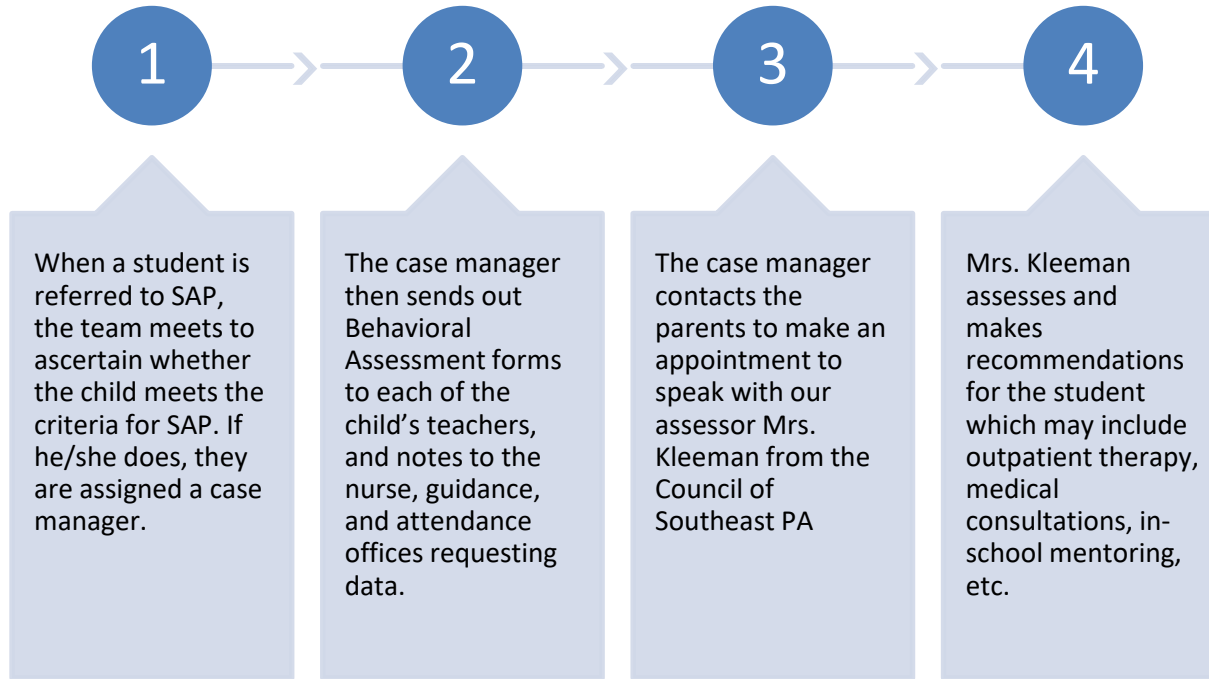 1
2
3
4
When a student is
referred to SAP,
the team meets to
ascertain whether
the child meets the
criteria for SAP. If
he/she does, they
are assigned a case
manager.
The case manager
then sends out
Behavioral
Assessment forms
to each of the
child’s teachers,
and notes to the
nurse, guidance,
and attendance
offices requesting
data.
The case manager
contacts the
parents to make an
appointment to
speak with our
assessor Mrs.
Kleeman from the
Council of
Southeast PA
Mrs. Kleeman
assesses and
makes
recommendations
for the student
which may include
outpatient therapy,
medical
consultations, in-
school mentoring,
etc.